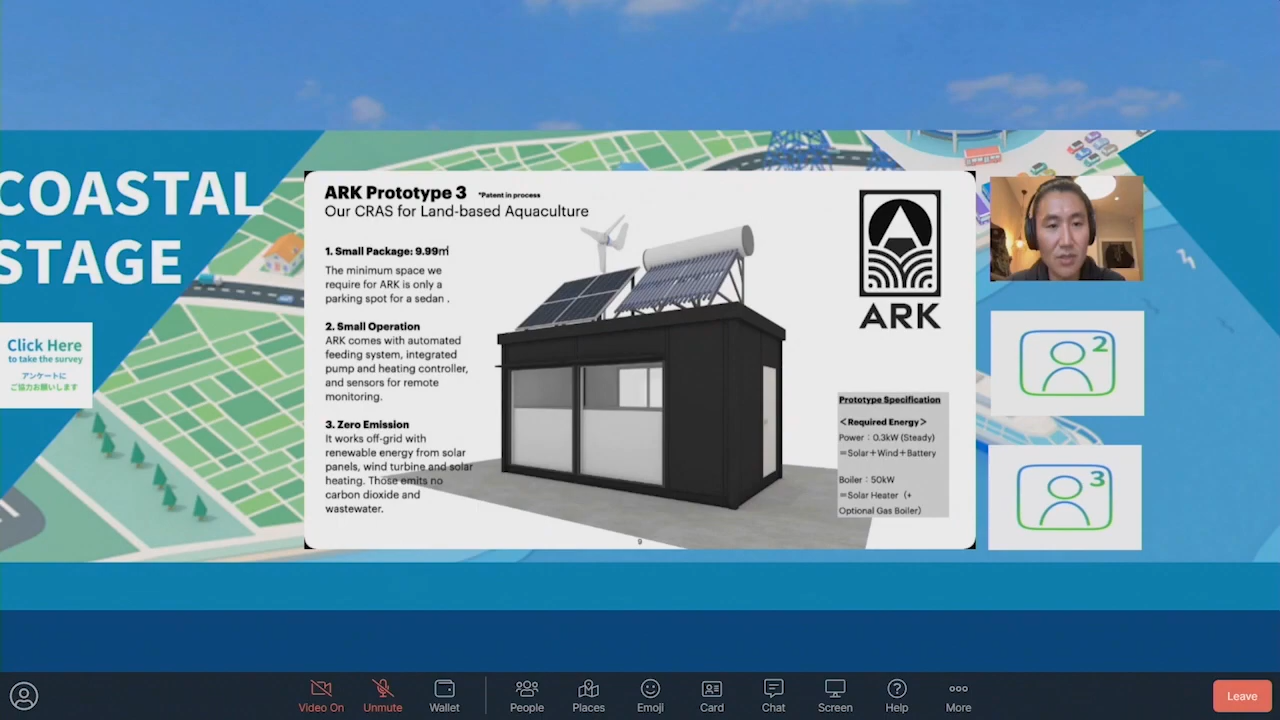 COASTAL
STAGE
Click Here
to take the survey
アンケートに
ご協力お願いします
ARK Prototype 3 *Patent in process
Our CRAS for Land-based Aquaculture
1. Small Package: 9.99㎡
The minimum space we
require for ARK is only a
parking spot for a sedan .
2. Small Operation
ARK comes with automated
feeding system, integrated
pump and heating controller,
and sensors for remote
monitoring.
3. Zero Emission
It works off-grid with
renewable energy from solar
panels, wind turbine and solar
heating. Those emits no
carbon dioxide and
wastewater.
ARK
Prototype Specification
＜Required Energy＞
Power：0.3kW (Steady)
＝Solar＋Wind＋Battery
Boiler：50kW
＝Solar Heater（+
Optional Gas Boiler)
9
2
3
Video On
Unmute
Wallet
People
Places
Emoji
Card
Chat
Screen
Help
More
Leave